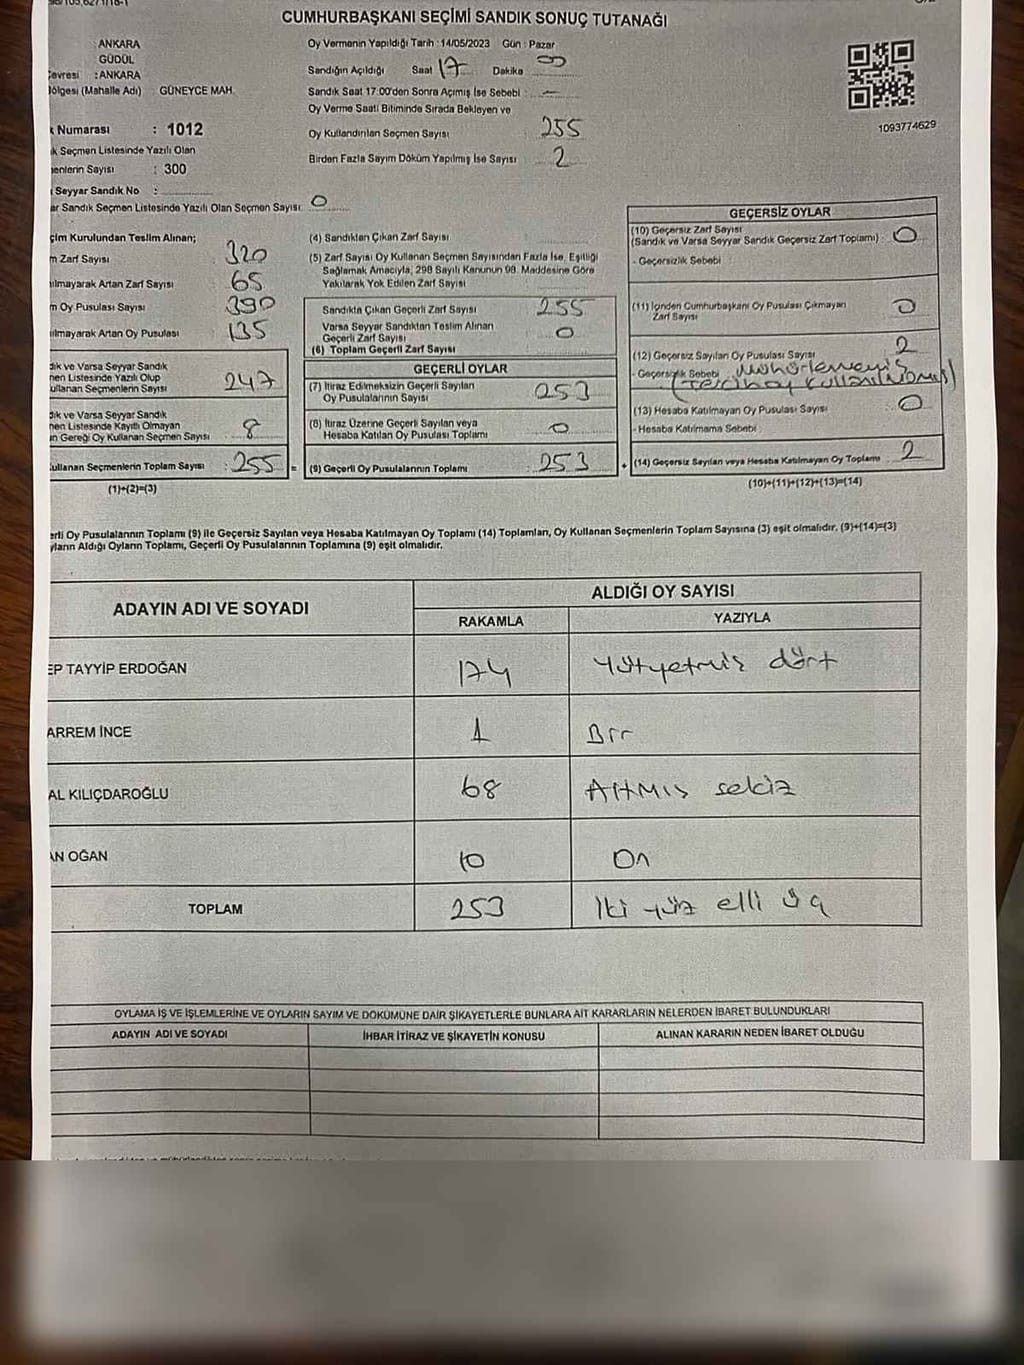 CUMHURBAŞKANI SEÇİMİ SANDIK SONUÇ TUTANAĞI
: ANKARA
GÜDÜL
Çevresi : ANKARA
Bölgesi (Mahalle Adı) GÜNEYCE MAH.
Oy Vermenin Yapıldığı Tarih : 14/05/2023 Gün : Pazar
Sandığın Açıldığı Saat 17 Dakika 00
Sandık Saat 17:00'den Sonra Açımış İse Sebebi : —
Oy Verme Saati Bitiminde Sırada Bekleyen ve
Oy Kullandırılan Seçmen Sayısı 255
Birden Fazla Sayım Döküm Yapılmış İse Sayısı 2
1093774629
k Numarası : 1012
k Seçmen Listesinde Yazılı Olan
enlerin Sayısı : 300
Seyyar Sandık No :
ar Sandık Seçmen Listesinde Yazılı Olan Seçmen Sayısı: 0
çim Kurulundan Teslim Alınan;
m Zarf Sayısı 320
ılmayarak Artan Zarf Sayısı : 65
m Oy Pusulası Sayısı 390
ılmayarak Artan Oy Pusulası : 135
dık ve Varsa Seyyar Sandık
nen Listesinde Yazılı Olup
ullanan Seçmenlerin Sayısı 247
dık ve Varsa Seyyar Sandık
nen Listesinde Kayıtlı Olmayan
n Gereği Oy Kullanan Seçmen Sayısı 8
ullanan Seçmenlerin Toplam Sayısı : 255 =
(1)+(2)=(3)
(4) Sandıktan Çıkan Zarf Sayısı
(5) Zarf Sayısı Oy Kullanan Seçmen Sayısından Fazla İse, Eşitliği
Sağlamak Amacıyla, 298 Sayılı Kanunun 98. Maddesine Göre
Yakılarak Yok Edilen Zarf Sayısı
Sandıkta Çıkan Geçerli Zarf Sayısı 255
Varsa Seyyar Sandıktan Teslim Alınan
Geçerli Zarf Sayısı 0
(6) Toplam Geçerli Zarf Sayısı
GEÇERLİ OYLAR
(7) İtiraz Edilmeksizin Geçerli Sayılan
Oy Pusulalarının Sayısı 253
(8) İtiraz Üzerine Geçerli Sayılan veya
Hesaba Katılan Oy Pusulası Toplamı 0
(9) Geçerli Oy Pusulalarının Toplamı : 253 +
GEÇERSİZ OYLAR
(10) Geçersiz Zarf Sayısı
(Sandık ve Varsa Seyyar Sandık Geçersiz Zarf Toplamı) : 0
- Geçersizlik Sebebi :
(11) İçinden Cumhurbaşkanı Oy Pusulası Çıkmayan
Zarf Sayısı 0
(12) Geçersiz Sayılan Oy Pusulası Sayısı 2
- Geçersizlik Sebebi
(13) Hesaba Katılmayan Oy Pusulası Sayısı 0
- Hesaba Katılmama Sebebi
(14) Geçersiz Sayılan veya Hesaba Katılmayan Oy Toplamı 2
(10)+(11)+(12)+(13)=(14)
erli Oy Pusulalarının Toplamı (9) ile Geçersiz Sayılan veya Hesaba Katılmayan Oy Toplamı (14) Toplamları, Oy Kullanan Seçmenlerin Toplam Sayısına (3) eşit olmalıdır. (9)+(14)=(3)
yların Aldığı Oyların Toplamı, Geçerli Oy Pusulalarının Toplamına (9) eşit olmalıdır.
ADAYIN ADI VE SOYADI
ALDIĞI OY SAYISI
RAKAMLA YAZIYLA
EP TAYYİP ERDOĞAN 174 Yüzyetmiş dört
ARREM İNCE 1 Bir
AL KILIÇDAROĞLU 68 Altmış sekiz
AN OĞAN 10 On
TOPLAM 253 İki yüz elli üç
OYLAMA İŞ VE İŞLEMLERİNE VE OYLARIN SAYIM VE DÖKÜMÜNE DAİR ŞİKAYETLERLE BUNLARA AİT KARARLARIN NELERDEN İBARET BULUNDUKLARI
ADAYIN ADI VE SOYADI İHBAR İTİRAZ VE ŞİKAYETİN KONUSU ALINAN KARARIN NEDEN İBARET OLDUĞU